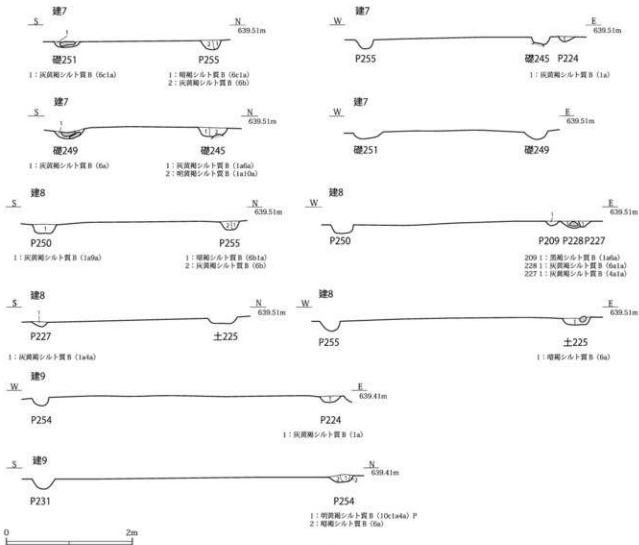 建7
S N
639.51m
1
2 1
礎251 P255
1：灰黄褐シルト質B（6c1a）
1：暗褐シルト質B（6c1a）
2：灰黄褐シルト質B（6b）
建7
W E
639.51m
1
P255 礎245 P224
1：灰黄褐シルト質B（1a）
建7
S N
639.51m
1
1 2
礎249 礎245
1：灰黄褐シルト質B（6a）
1：灰黄褐シルト質B（1a6a）
2：明黄褐シルト質B（1a10a）
建7
W E
639.51m
礎251 礎249
建8
S N
639.51m
1
2 1
P250 P255
1：灰黄褐シルト質B（1a9a）
1：暗褐シルト質B（6b1a）
2：灰黄褐シルト質B（6b）
建8
W E
639.51m
1
1
P250 P209 P228 P227
209 1：黒褐シルト質B（1a6a）
228 1：灰黄褐シルト質B（6a1a）
227 1：灰黄褐シルト質B（4a1a）
建8
S N
639.51m
1
P227 土225
1：灰黄褐シルト質B（1a4a）
建8
W E
639.51m
1
P255 土225
1：暗褐シルト質B（6a）
建9
W E
639.41m
1
P254 P224
1：灰黄褐シルト質B（1a）
建9
S N
639.41m
2 1 2
P231 P254
1：明黄褐シルト質B（10c1a4a）P
2：暗褐シルト質B（6a）
0 2m